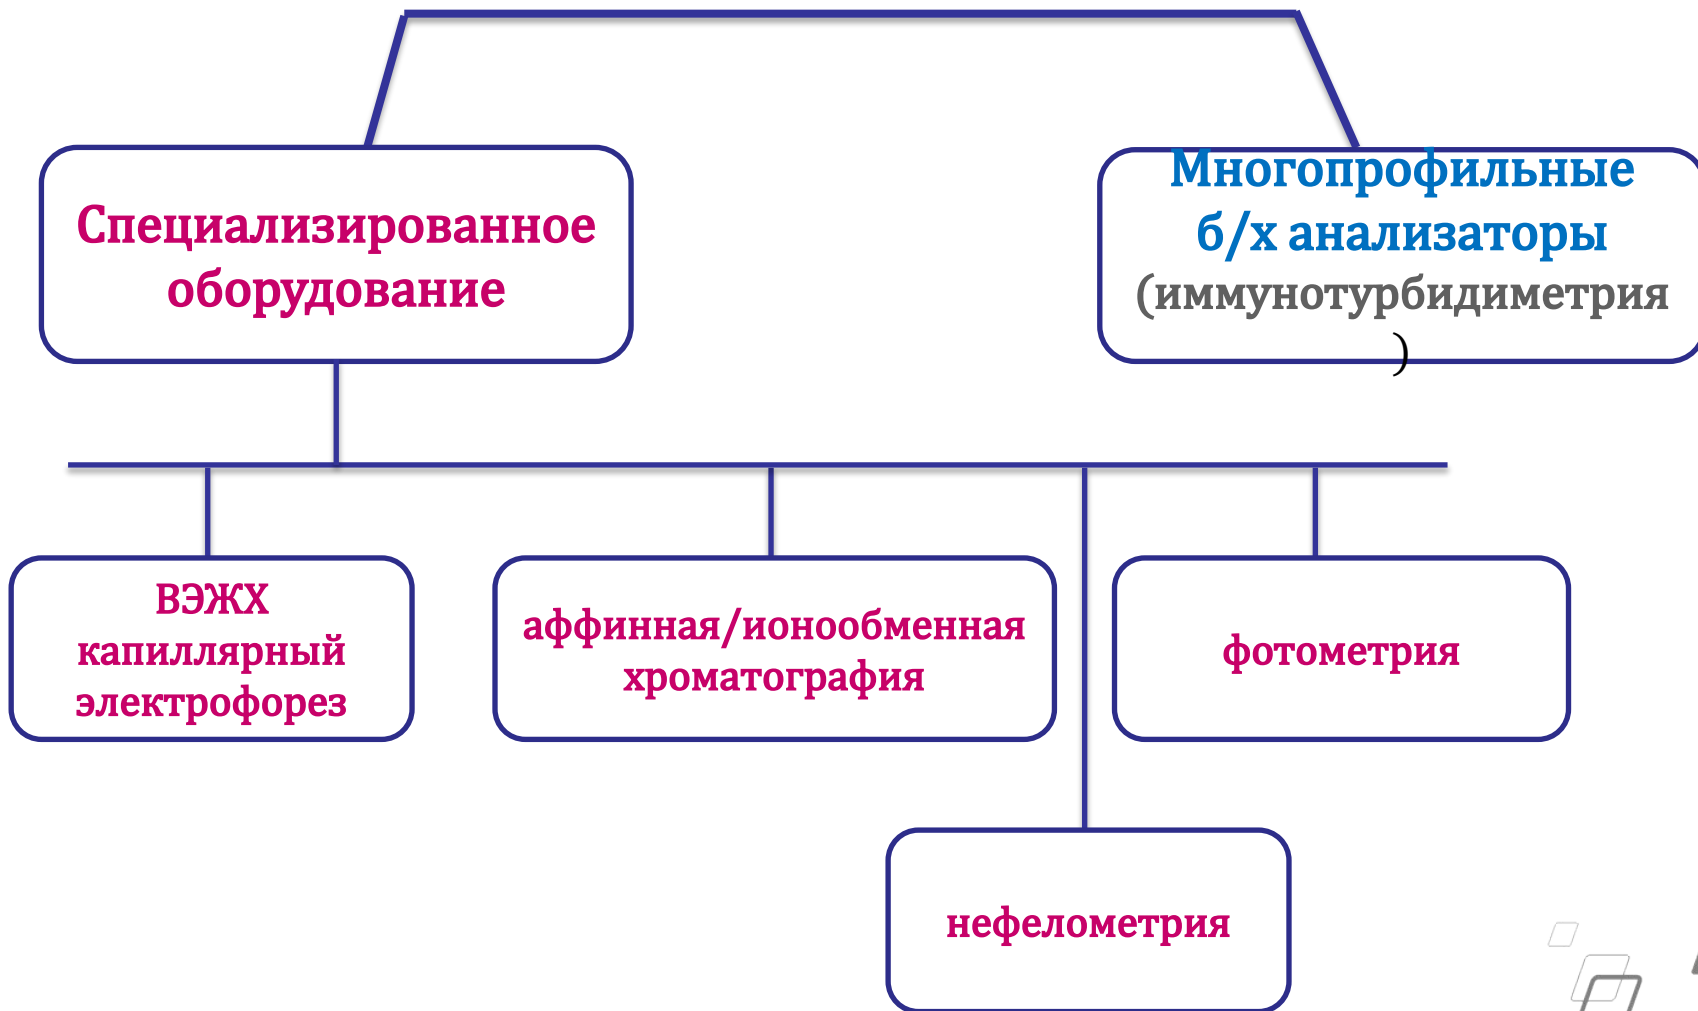 Специализированное
оборудование
Многопрофильные
б/х анализаторы
(иммунотурбидиметрия
)
ВЭЖХ
капиллярный
электрофорез
аффинная/ионообменная
хроматография
фотометрия
нефелометрия